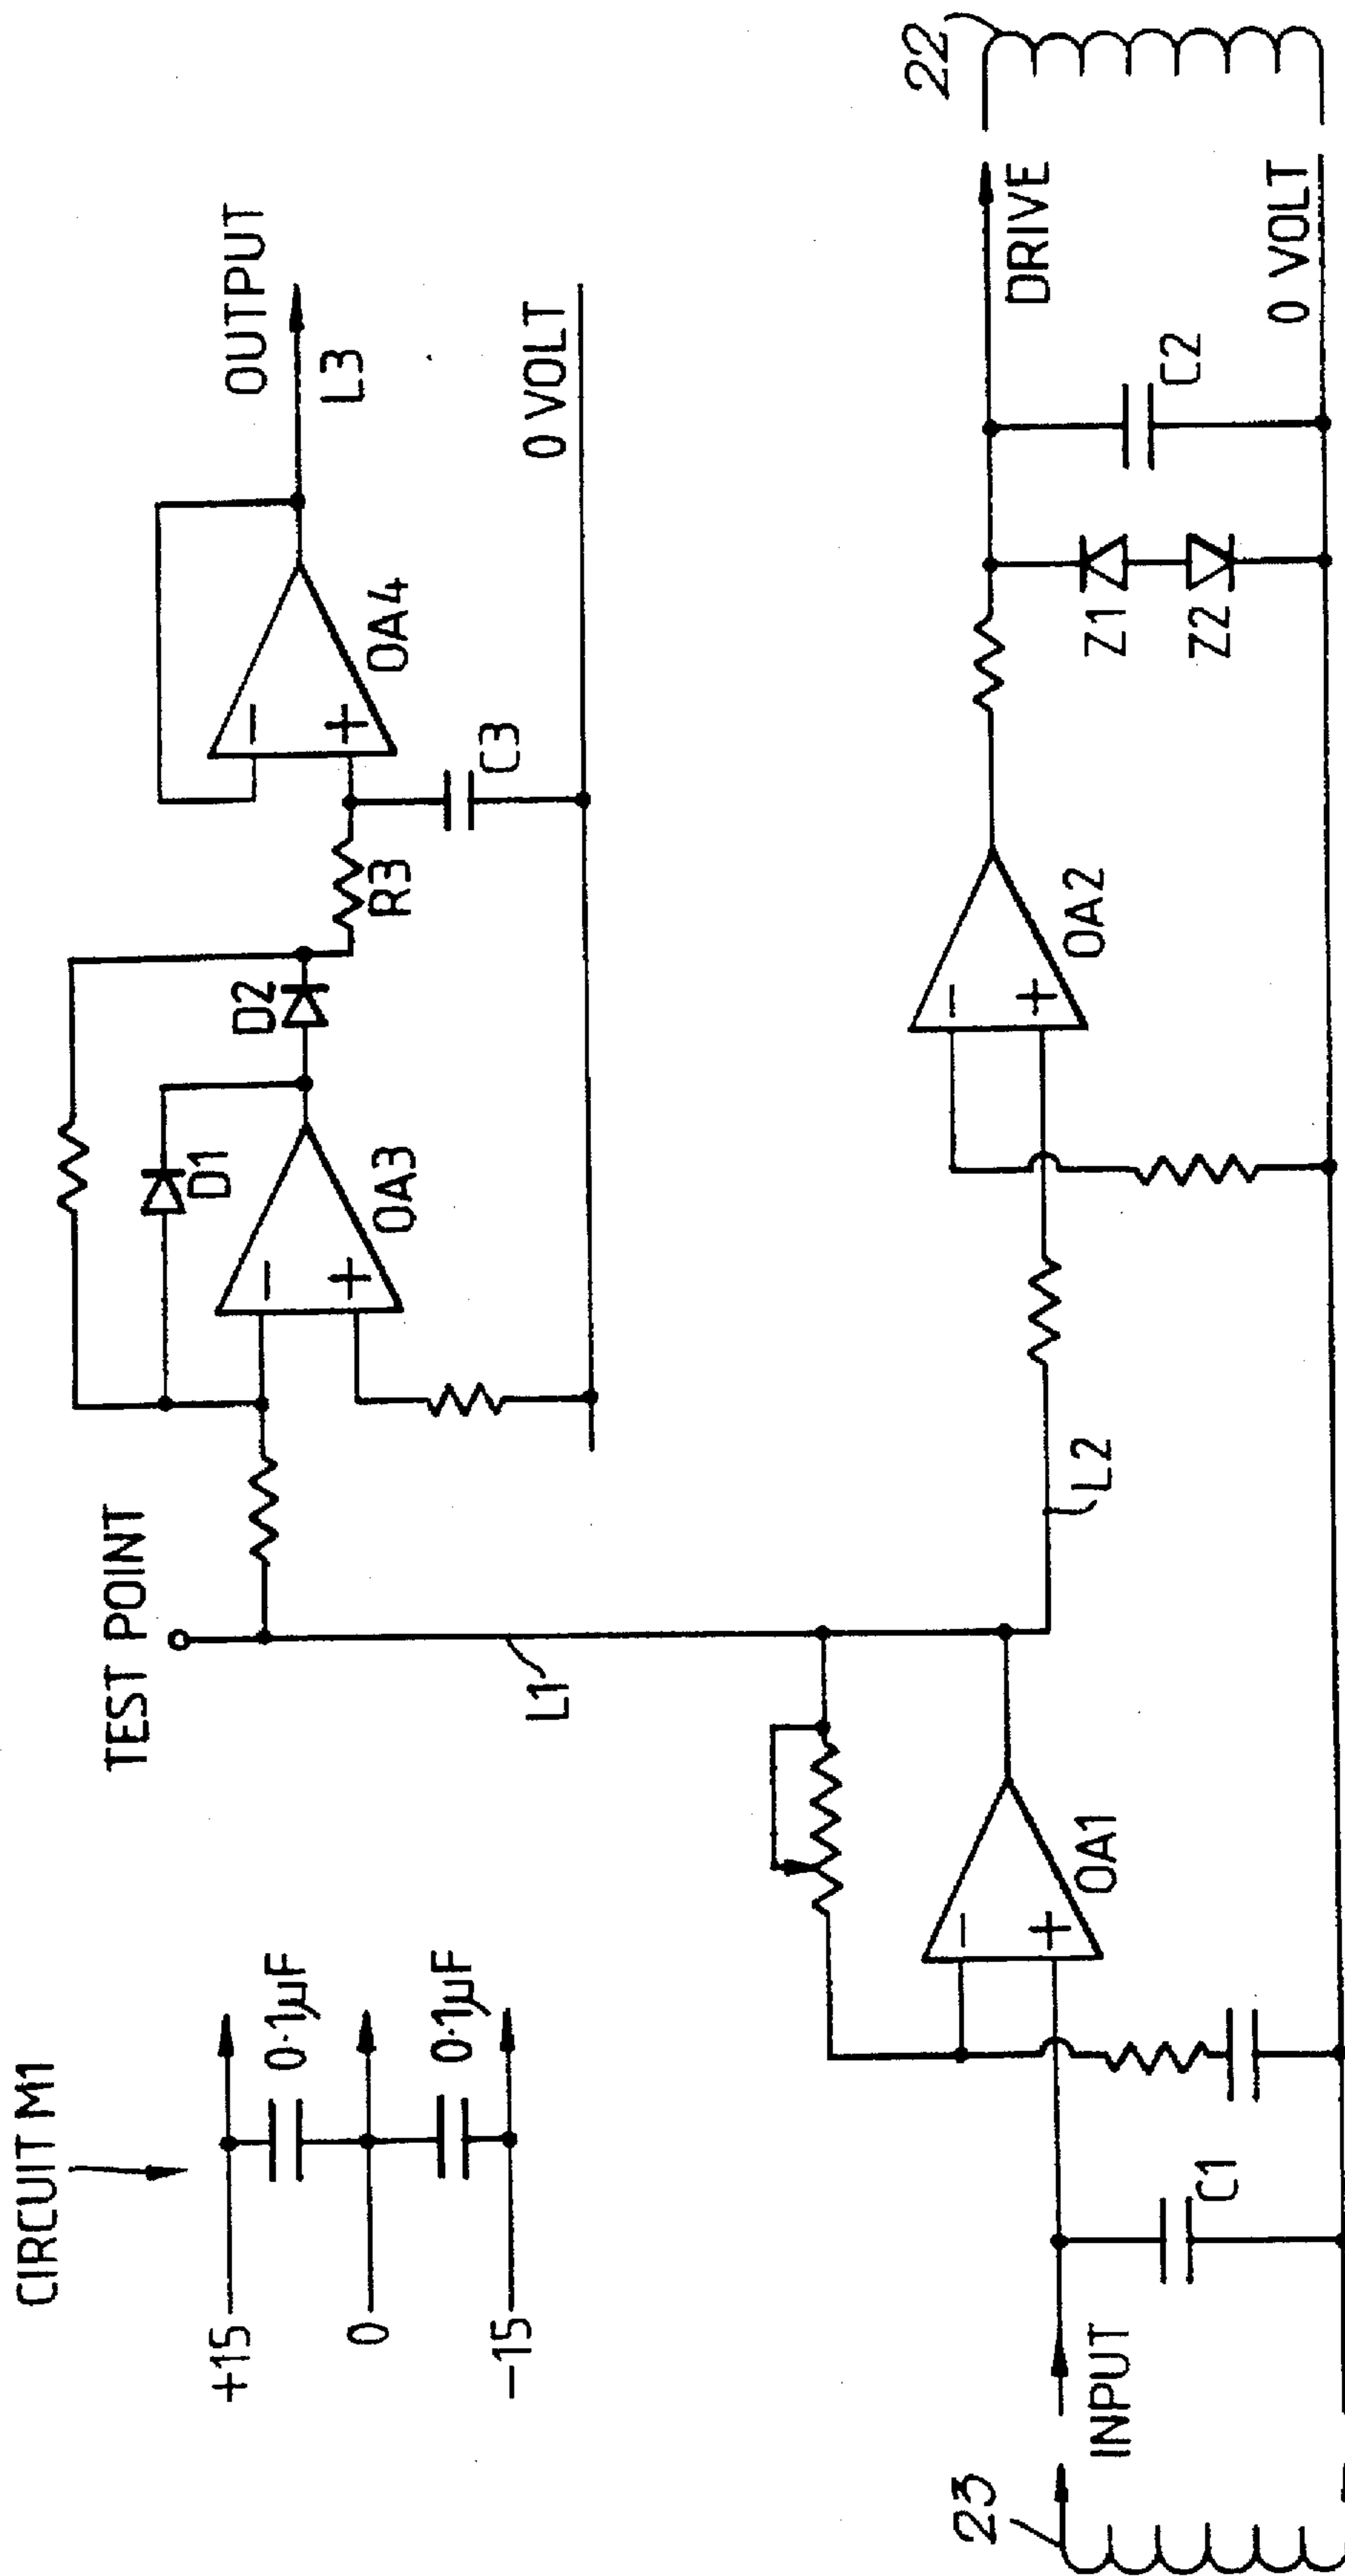 CIRCUIT M1
+15
0·1µF
0
0·1µF
−15
TEST POINT
L1
D1
−
+
OA3
D2
R3
−
+
OA4
C3
OUTPUT
L3
0 VOLT
23
INPUT
C1
−
+
OA1
L2
−
+
OA2
Z1
Z2
C2
DRIVE
0 VOLT
22